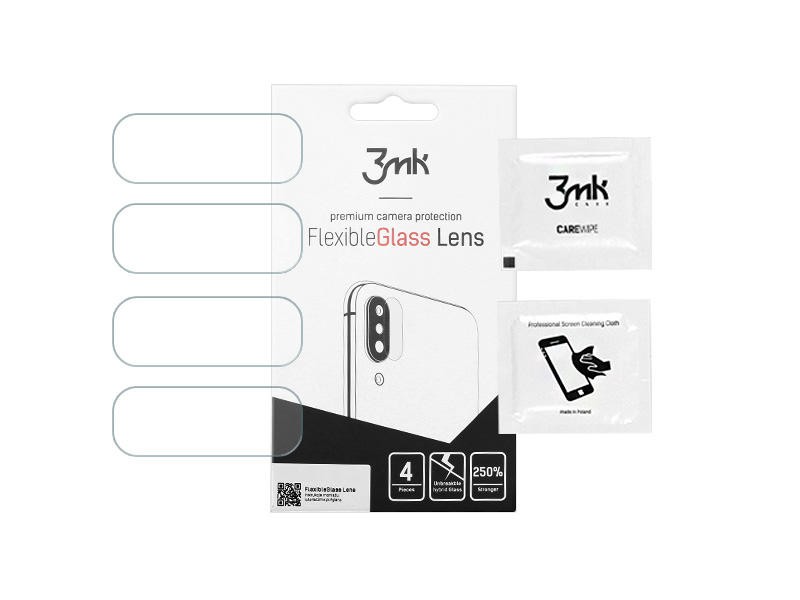 3mk
premium camera protection
FlexibleGlass Lens
4
Pieces
Unbreakable
hybrid Glass
250%
Stronger
FlexibleGlass Lens
3mk
CARE
CAREWIPE
Professional Screen Cleaning Cloth
Made in Poland